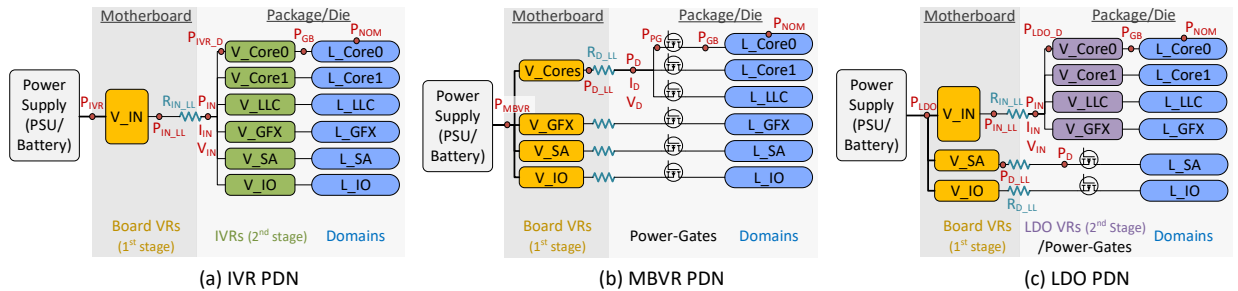 Motherboard Package/Die
P_IVR_D P_GB P_NOM
V_Core0 L_Core0
V_Core1 L_Core1
Power
Supply
(PSU/
Battery)
P_IVR V_IN R_IN_LL P_IN
P_IN_LL I_IN
V_IN
V_LLC L_LLC
V_GFX L_GFX
V_SA L_SA
V_IO L_IO
Board VRs
(1st stage)
IVRs (2nd stage)
Domains
(a) IVR PDN
Motherboard Package/Die
P_NOM
P_PG P_GB
L_Core0
V_Cores R_D_LL P_D
P_D_LL I_D
V_D
L_Core1
L_LLC
Power
Supply
(PSU/
Battery)
P_MBVR
V_GFX L_GFX
V_SA L_SA
V_IO L_IO
Board VRs
(1st stage)
Power-Gates
Domains
(b) MBVR PDN
Motherboard Package/Die
P_LDO_D P_GB P_NOM
V_Core0 L_Core0
V_Core1 L_Core1
Power
Supply
(PSU/
Battery)
P_LDO V_IN R_IN_LL P_IN
P_IN_LL I_IN
V_IN
V_LLC L_LLC
V_GFX L_GFX
V_SA P_D L_SA
P_D_LL
V_IO L_IO
R_D_LL
Board VRs
(1st stage)
LDO VRs (2nd Stage)
/Power-Gates
Domains
(c) LDO PDN